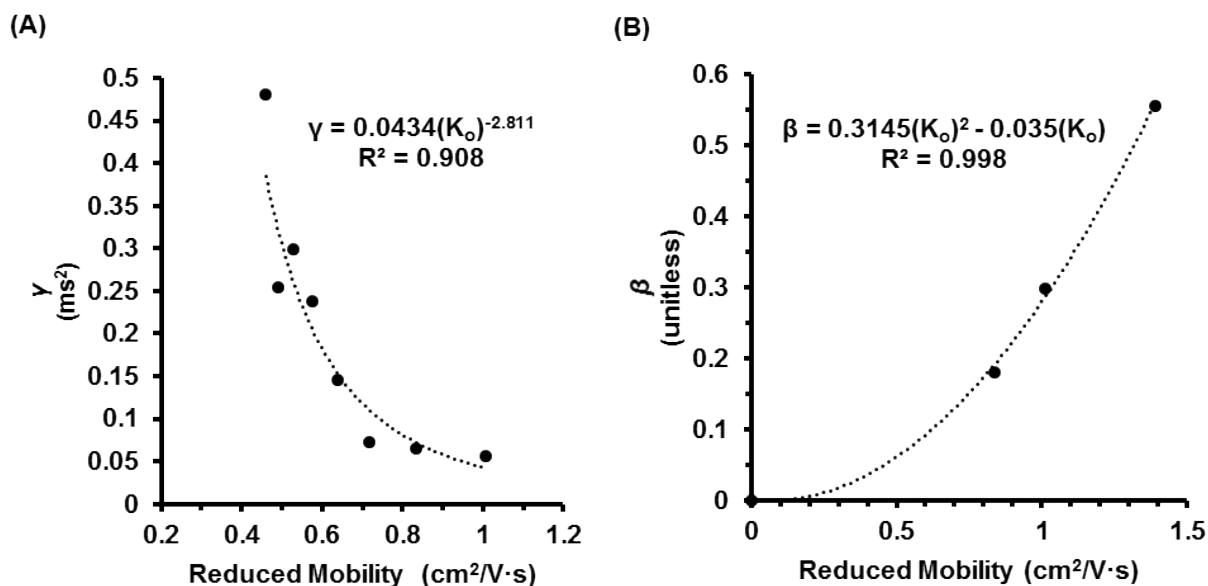 (A)
γ = 0.0434(Kₒ)⁻²·⁸¹¹
R² = 0.908
0.5
0.45
0.4
0.35
0.3
0.25
0.2
0.15
0.1
0.05
0
γ
(ms²)
0.2 0.4 0.6 0.8 1 1.2
Reduced Mobility (cm²/V·s)
(B)
β = 0.3145(Kₒ)² - 0.035(Kₒ)
R² = 0.998
0.6
0.5
0.4
0.3
0.2
0.1
0
β
(unitless)
0 0.5 1 1.5
Reduced Mobility (cm²/V·s)